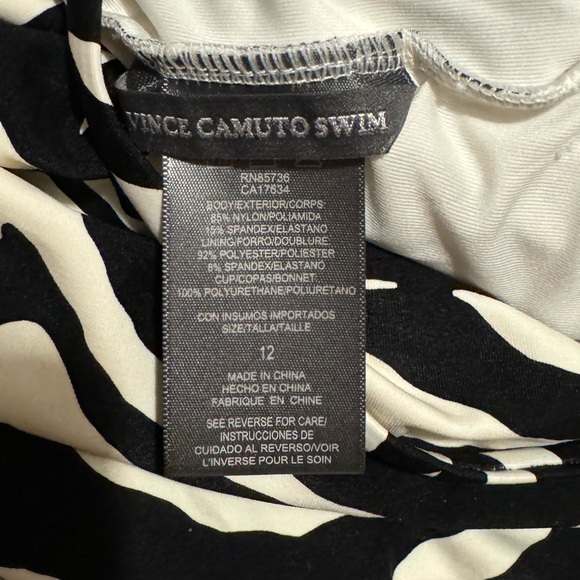 VINCE CAMUTO SWIM
RN85736
CA17634
BODY/EXTERIOR/CORPS
85% NYLON/POLIAMIDA
15% SPANDEX/ELASTANO
LINING/FORRO/DOUBLURE
92% POLYESTER/POLIESTER
8% SPANDEX/ELASTANO
CUP/COPAS/BONNET
100% POLYURETHANE/POLIURETANO
CON INSUMOS IMPORTADOS
SIZE/TALLA/TAILLE
12
MADE IN CHINA
HECHO EN CHINA
FABRIQUE EN CHINE
SEE REVERSE FOR CARE/
INSTRUCCIONES DE
CUIDADO AL REVERSO/VOIR
L'INVERSE POUR LE SOIN